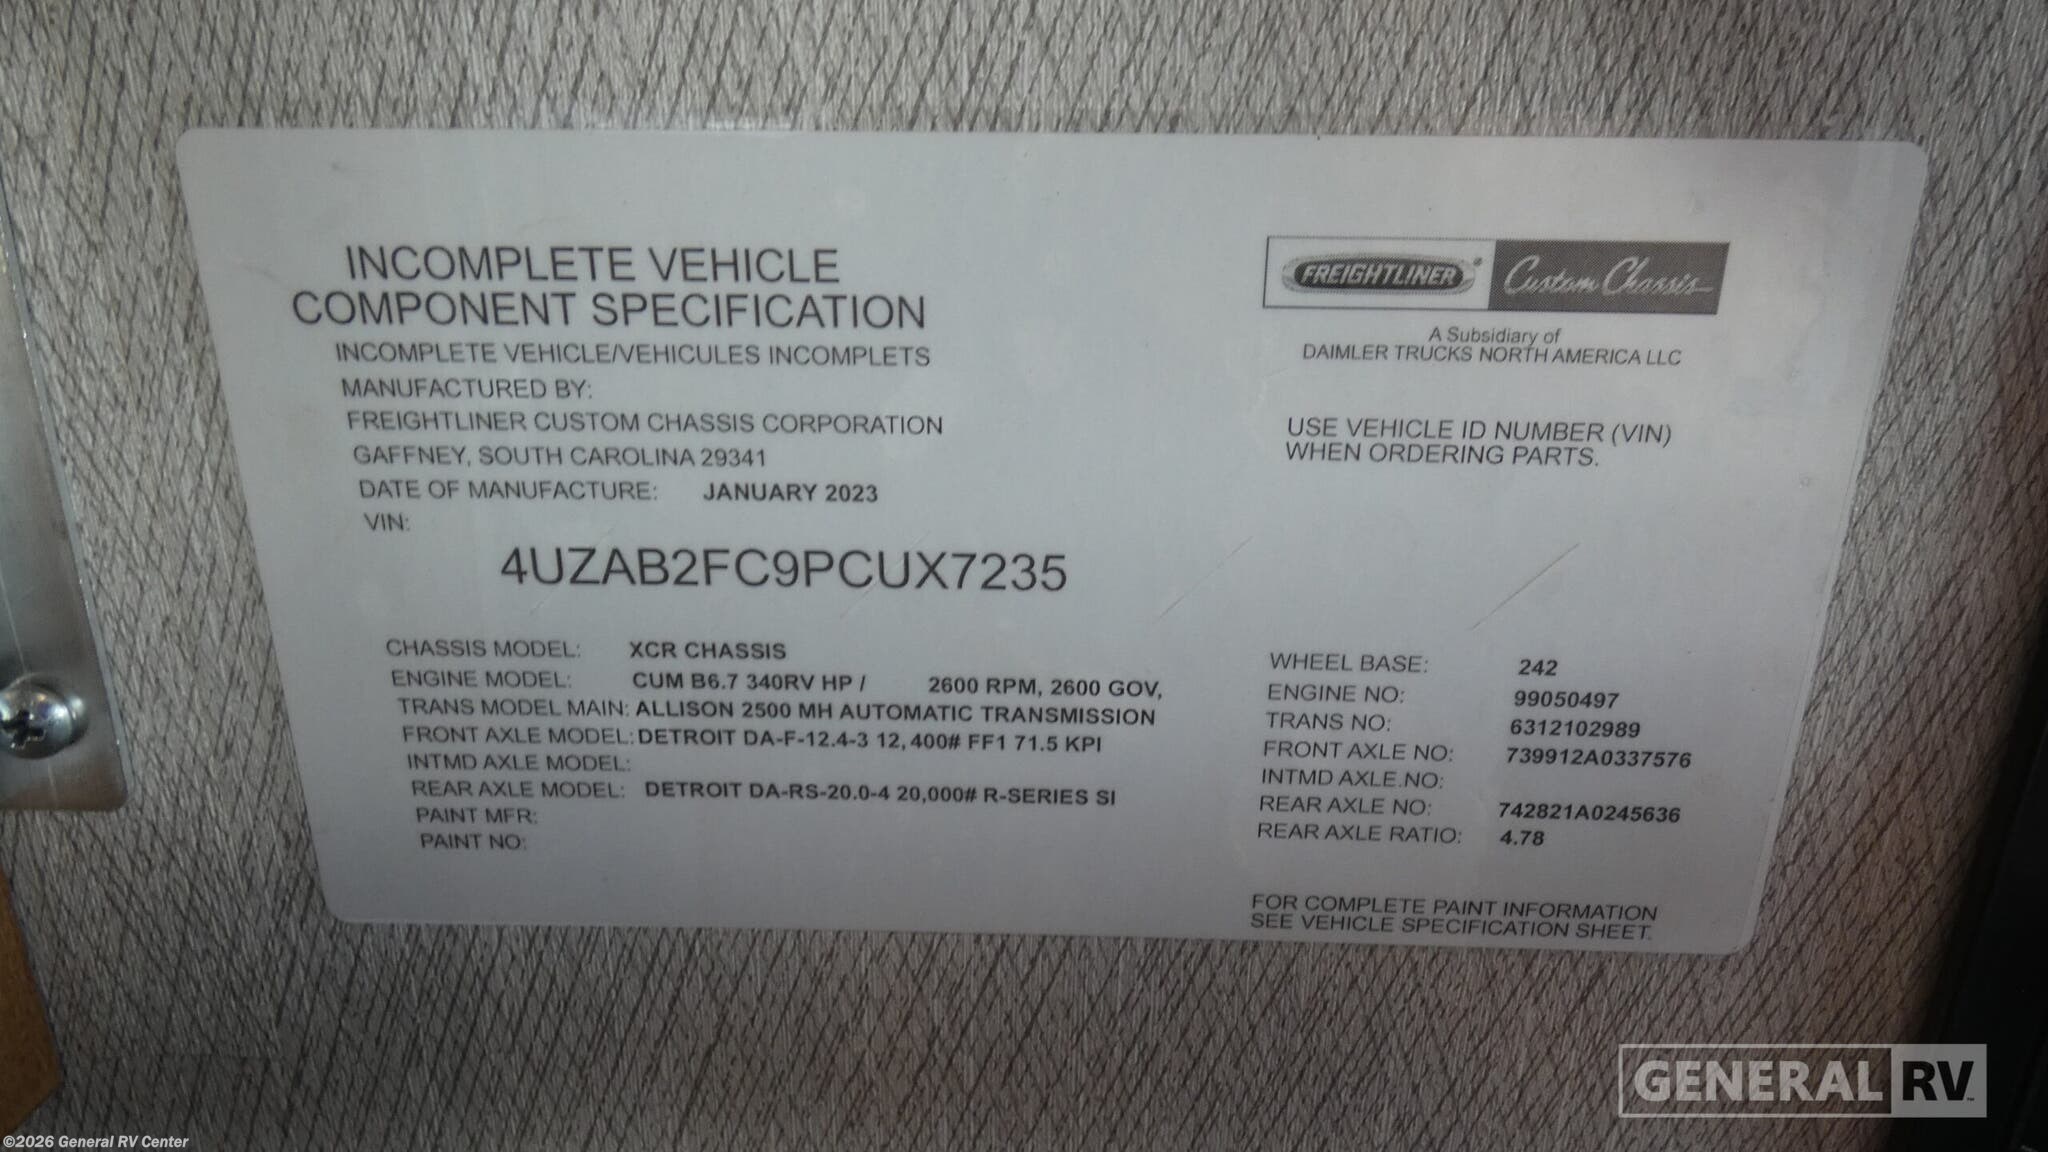 INCOMPLETE VEHICLE
COMPONENT SPECIFICATION
INCOMPLETE VEHICLE/VEHICULES INCOMPLETS
MANUFACTURED BY:
FREIGHTLINER CUSTOM CHASSIS CORPORATION
GAFFNEY, SOUTH CAROLINA 29341
DATE OF MANUFACTURE: JANUARY 2023
VIN:
4UZAB2FC9PCUX7235
FREIGHTLINER® Custom Chassis
A Subsidiary of
DAIMLER TRUCKS NORTH AMERICA LLC
USE VEHICLE ID NUMBER (VIN)
WHEN ORDERING PARTS.
CHASSIS MODEL: XCR CHASSIS
ENGINE MODEL: CUM B6.7 340RV HP / 2600 RPM, 2600 GOV,
TRANS MODEL MAIN: ALLISON 2500 MH AUTOMATIC TRANSMISSION
FRONT AXLE MODEL: DETROIT DA-F-12.4-3 12,400# FF1 71.5 KPI
INTMD AXLE MODEL:
REAR AXLE MODEL: DETROIT DA-RS-20.0-4 20,000# R-SERIES SI
PAINT MFR:
PAINT NO:
WHEEL BASE: 242
ENGINE NO: 99050497
TRANS NO: 6312102989
FRONT AXLE NO: 739912A0337576
INTMD AXLE.NO:
REAR AXLE NO: 742821A0245636
REAR AXLE RATIO: 4.78
FOR COMPLETE PAINT INFORMATION
SEE VEHICLE SPECIFICATION SHEET.
GENERAL RV™
©2026 General RV Center